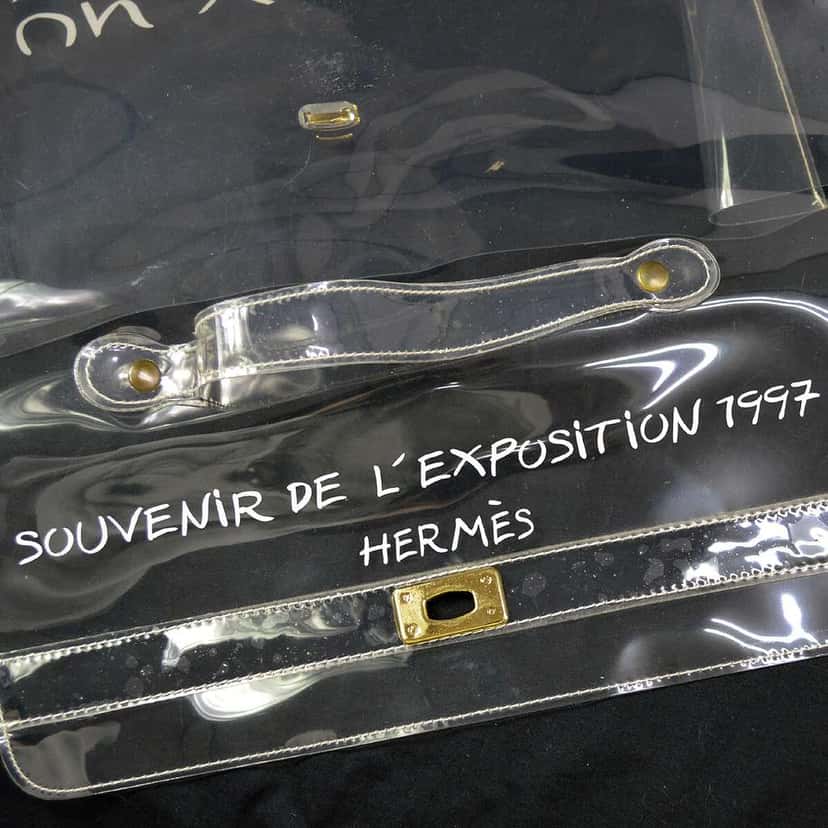 SOUVENIR DE L'EXPOSITION 1997
HERMÈS